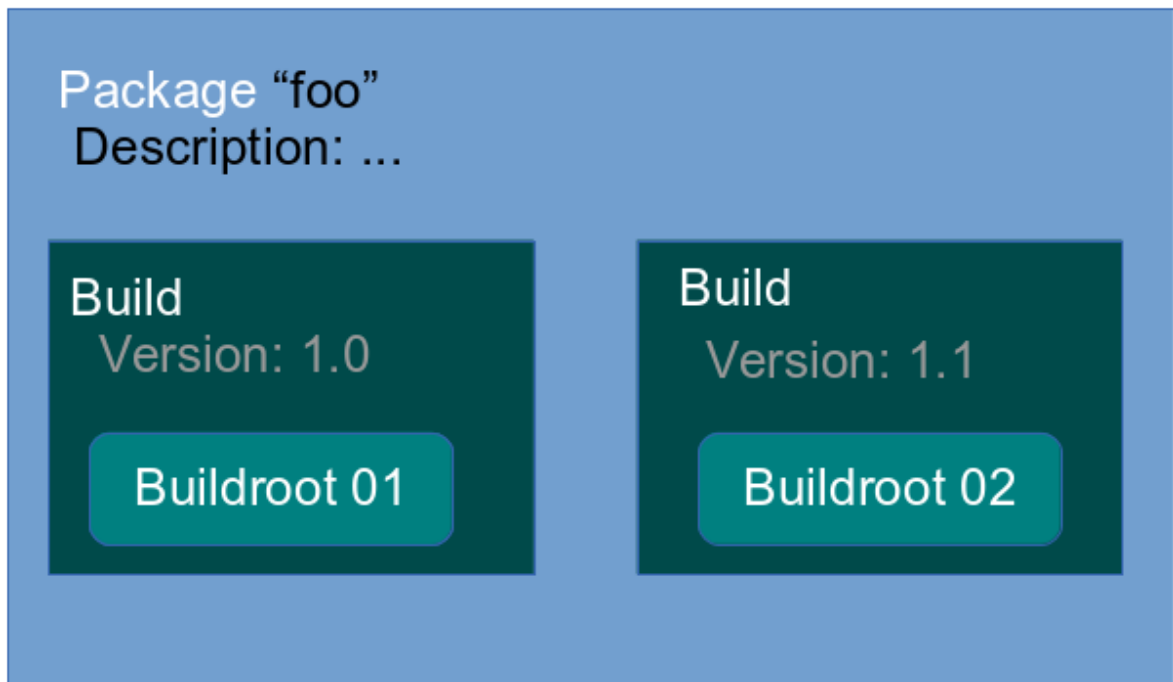 Package “foo”
Description: ...
Build
Version: 1.0
Buildroot 01
Build
Version: 1.1
Buildroot 02